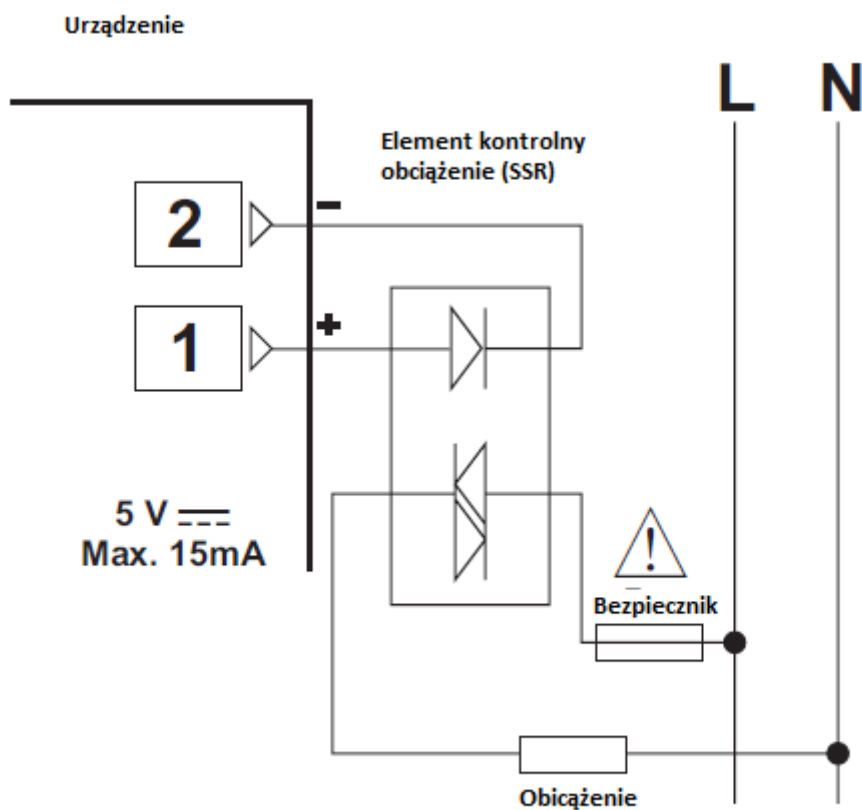 Urządzenie
L N
Element kontrolny
obciążenie (SSR)
2 -
1 +
5 V
Max. 15mA
!
Bezpiecznik
Obicążenie